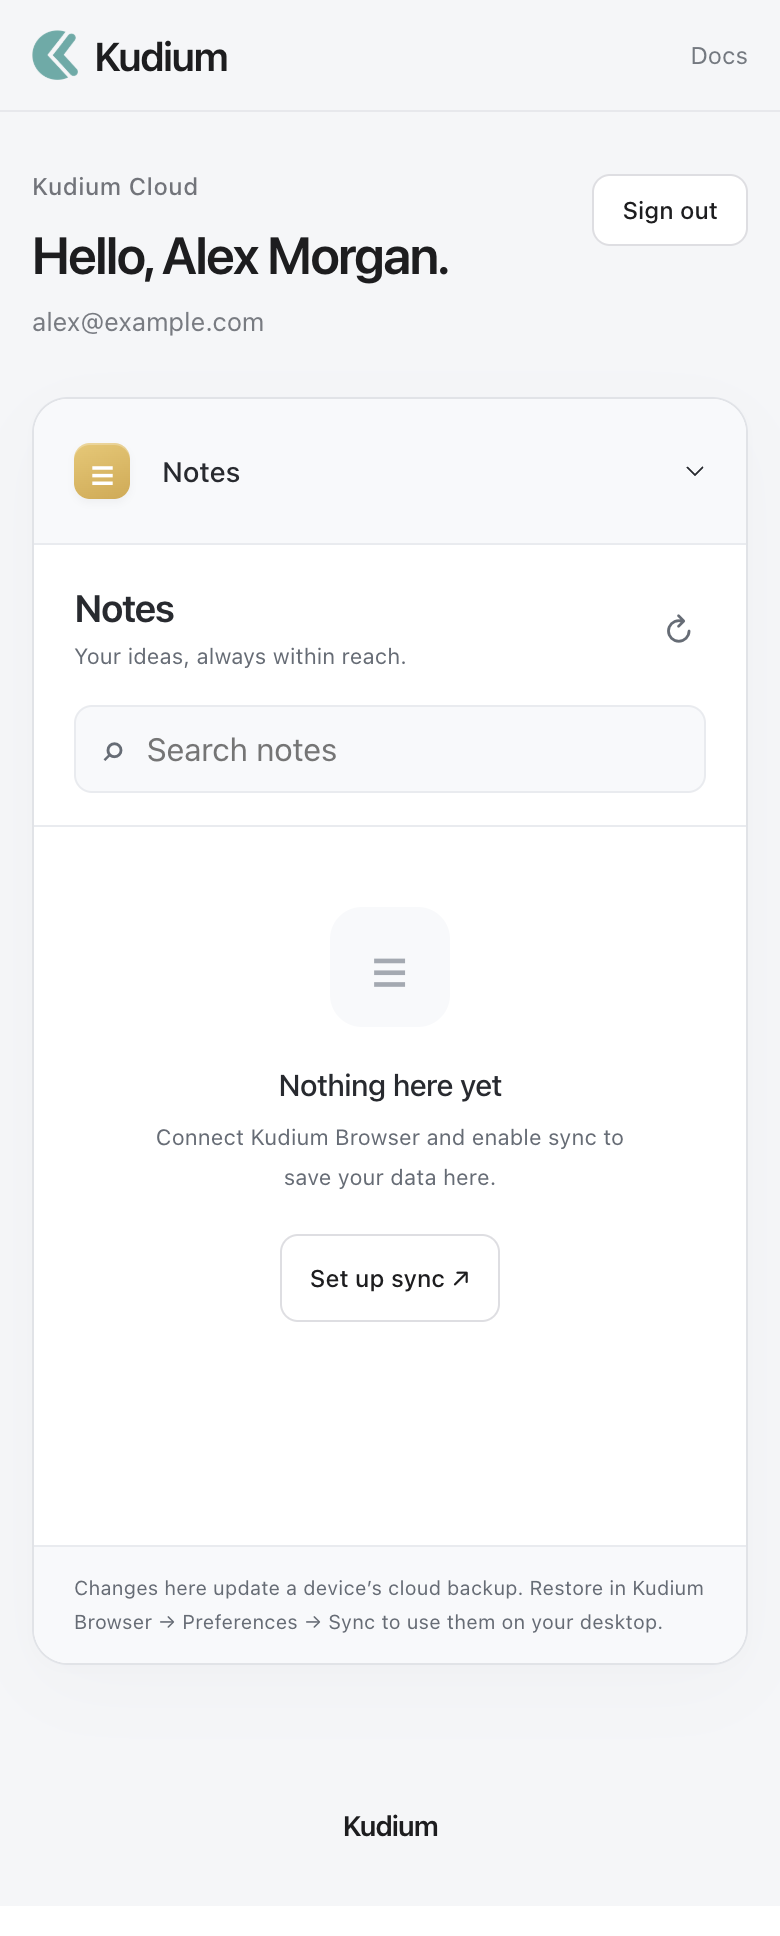 Kudium
Docs
Kudium Cloud
Sign out
Hello, Alex Morgan.
alex@example.com
Notes
Notes
Your ideas, always within reach.
Search notes
Nothing here yet
Connect Kudium Browser and enable sync to
save your data here.
Set up sync ↗
Changes here update a device’s cloud backup. Restore in Kudium
Browser → Preferences → Sync to use them on your desktop.
Kudium